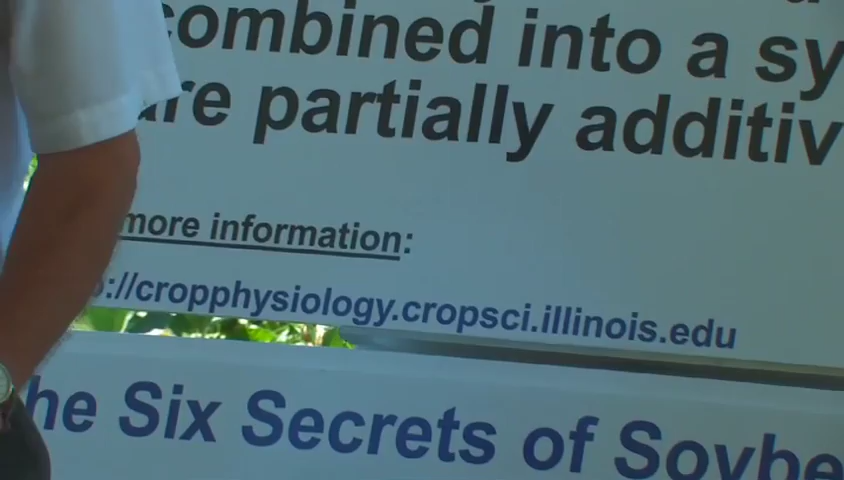 combined into a sy
are partially additiv
more information:
p://cropphysiology.cropsci.illinois.edu
he Six Secrets of Soybe